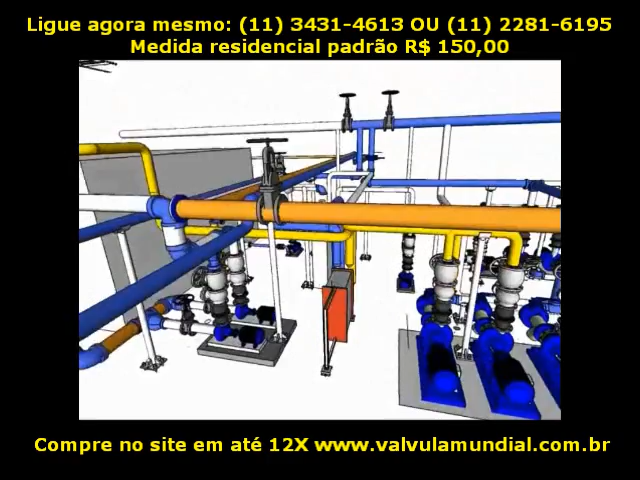 Ligue agora mesmo: (11) 3431-4613 OU (11) 2281-6195
Medida residencial padrão R$ 150,00
Compre no site em até 12X www.valvulamundial.com.br